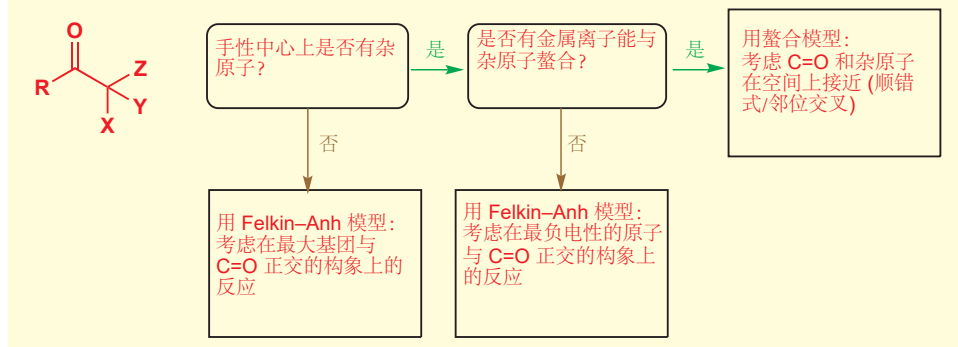 O
R
Z
Y
X
手性中心上是否有杂
原子?
是
是否有金属离子能与
杂原子螯合?
是
用螯合模型:
考虑 C=O 和杂原子
在空间上接近 (顺错
式/邻位交叉)
否
否
用 Felkin–Anh 模型:
考虑在最大基团与
C=O 正交的构象上的
反应
用 Felkin–Anh 模型:
考虑在最负电性的原子
与 C=O 正交的构象上
的反应